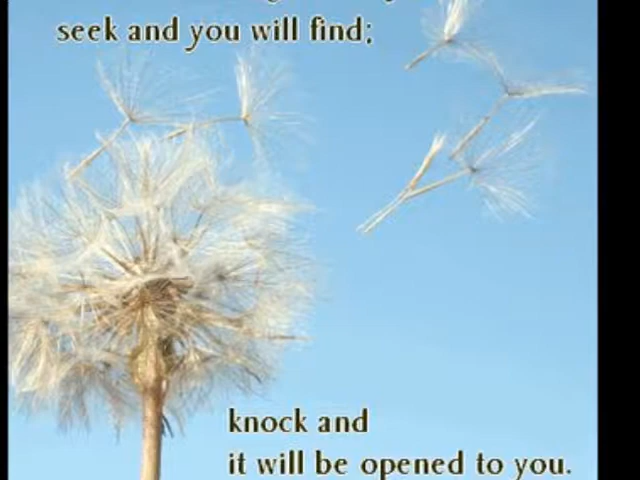 seek and you will find;
knock and
it will be opened to you.